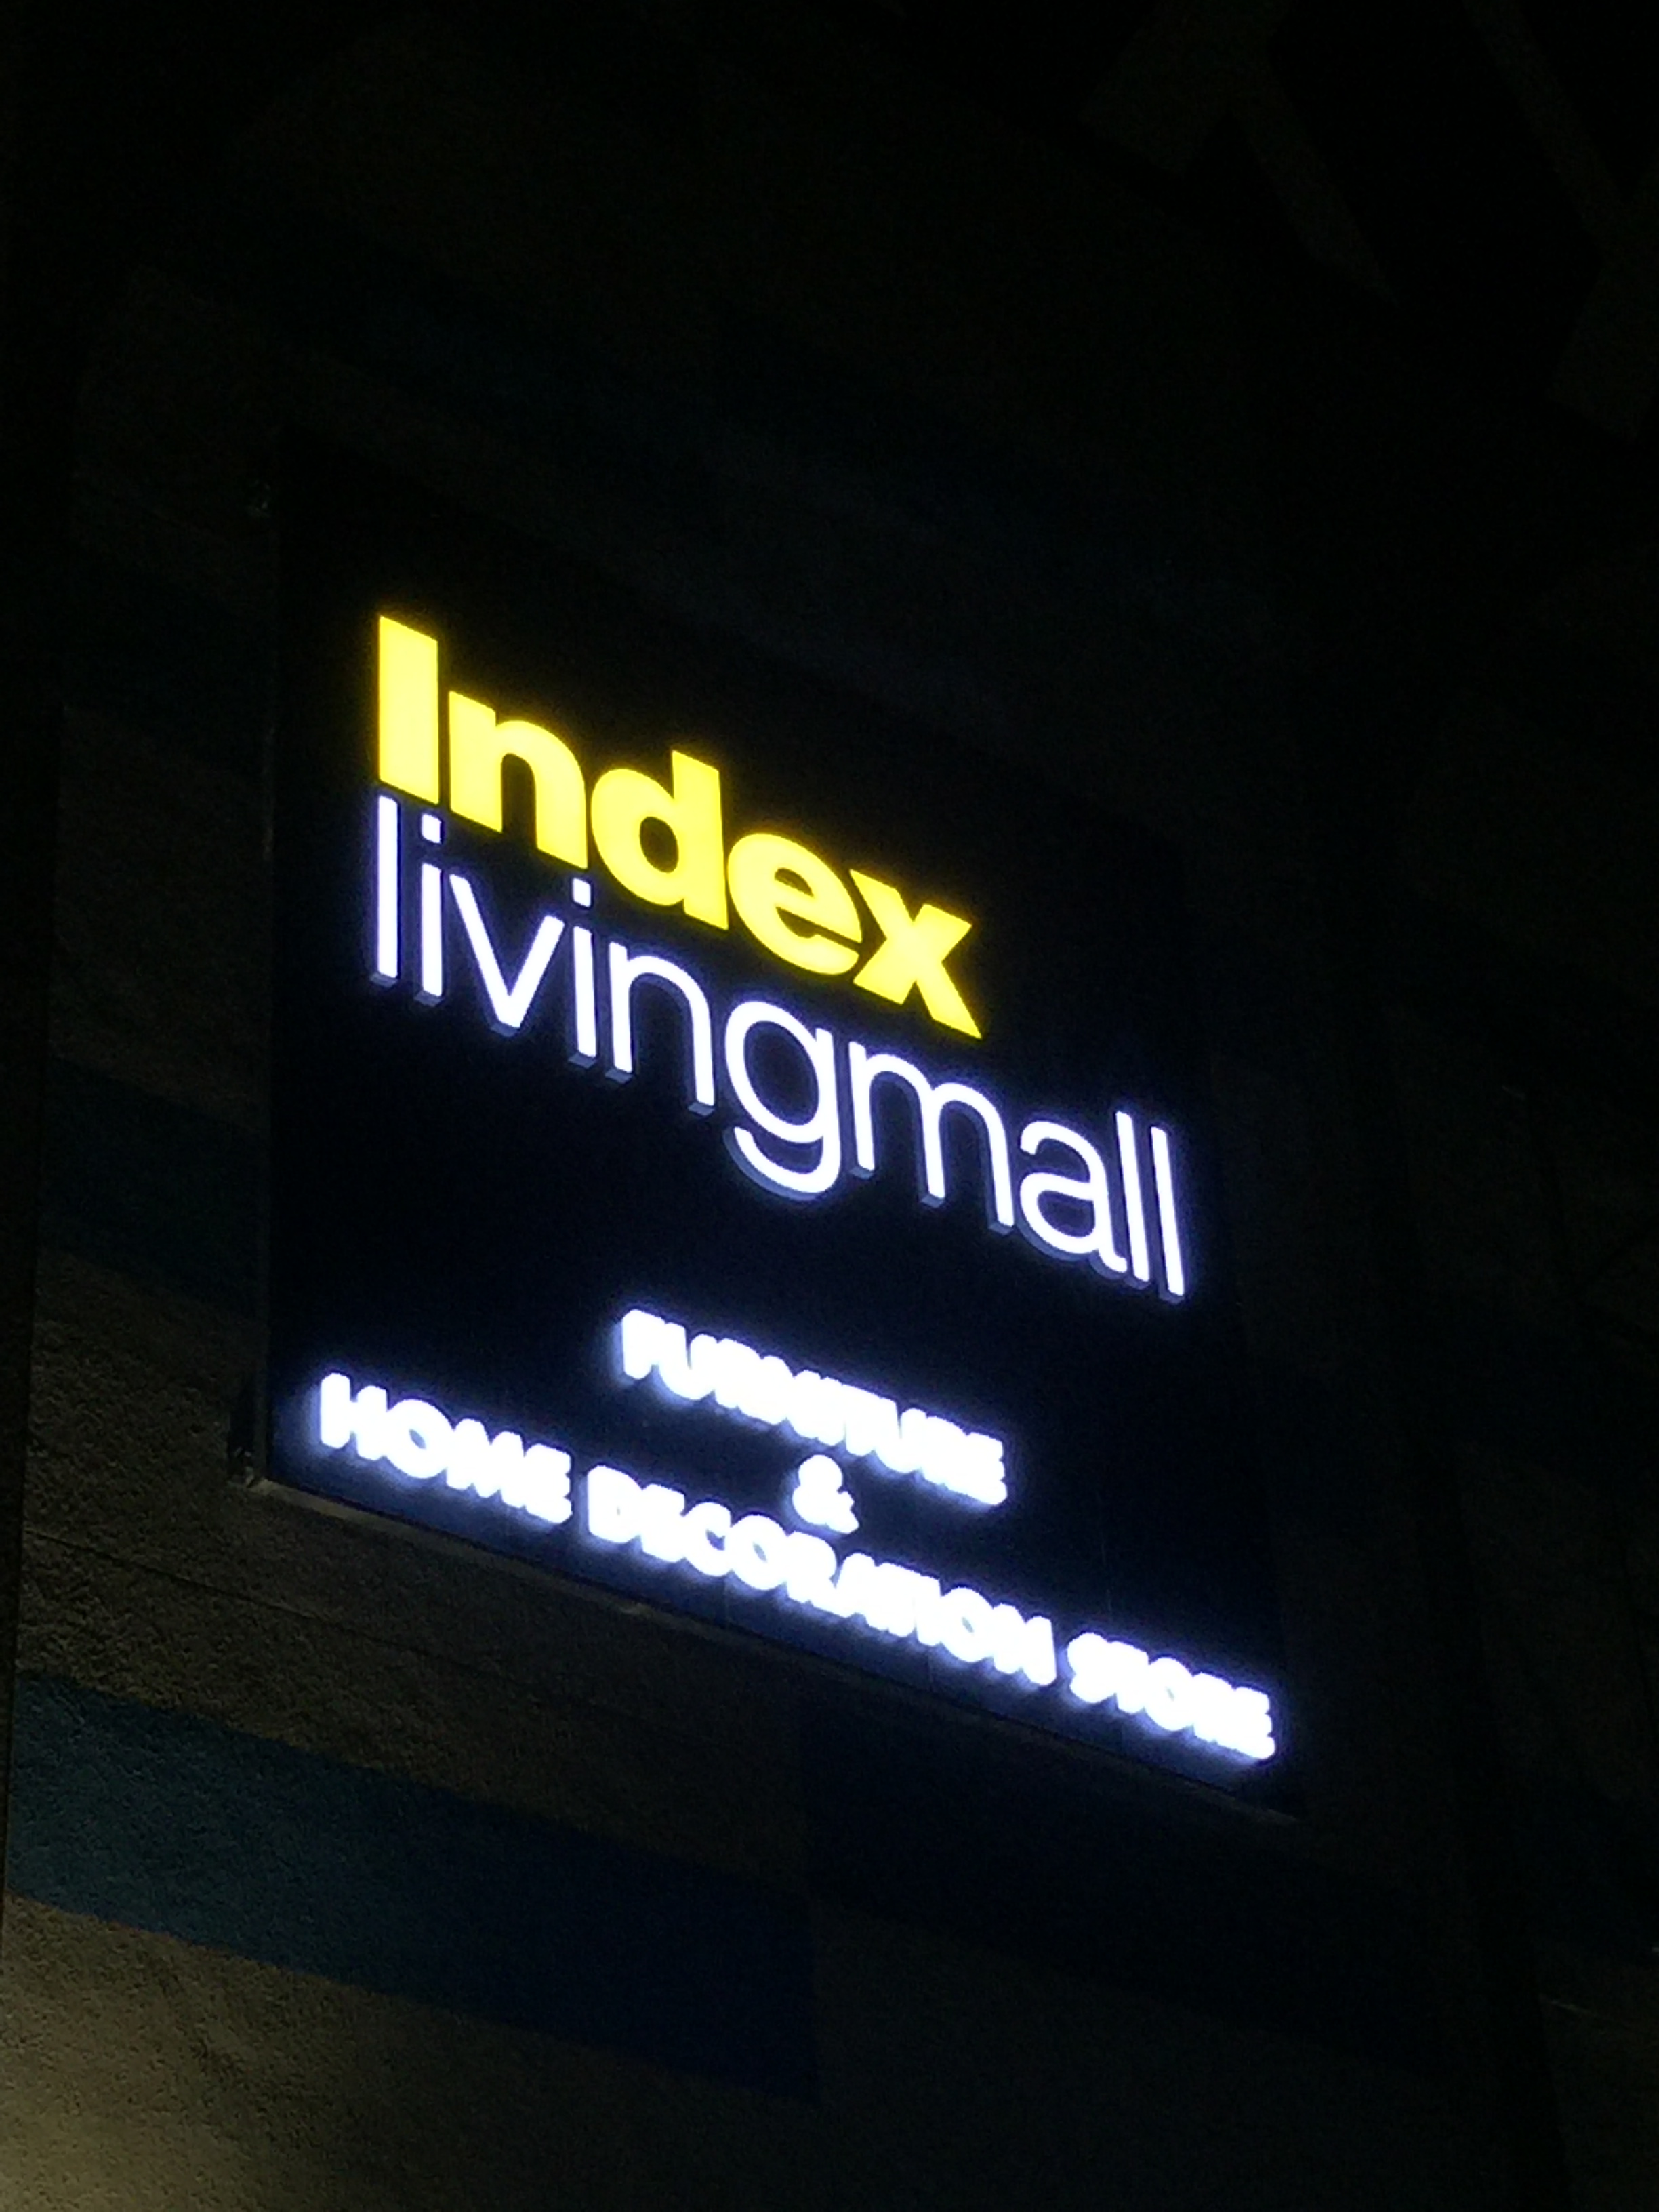 Index
livingmall
FURNITURE
&
HOME DECORATION STORE